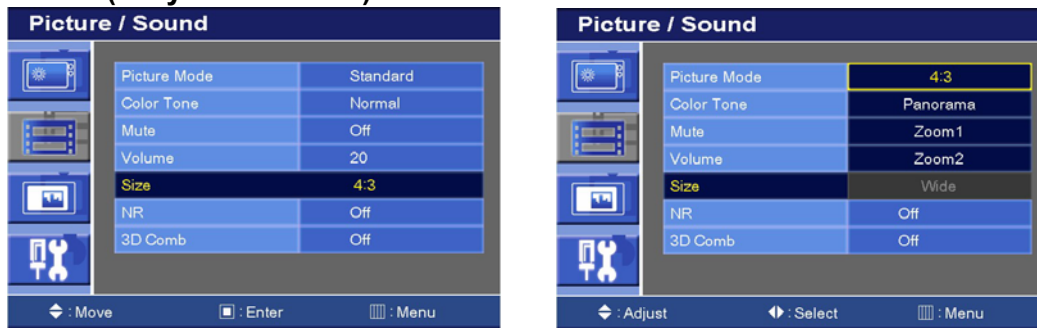 Picture / Sound
Picture Mode Standard
Color Tone Normal
Mute Off
Volume 20
Size 4:3
NR Off
3D Comb Off
: Move : Enter : Menu
Picture / Sound
Picture Mode 4:3
Color Tone Panorama
Mute Zoom1
Volume Zoom2
Size Wide
NR Off
3D Comb Off
: Adjust : Select : Menu